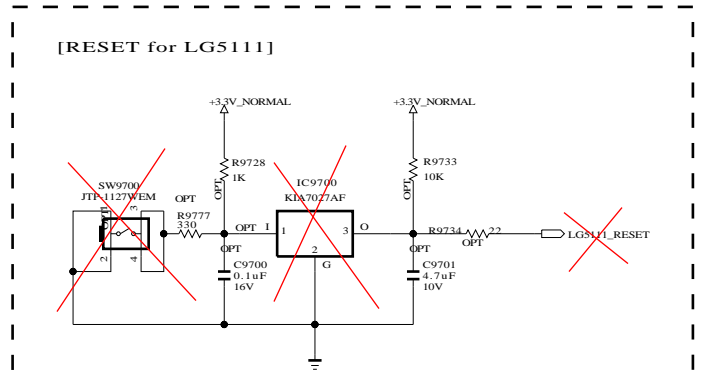 [RESET for LG5111]
+3.3V_NORMAL
+3.3V_NORMAL
R9728
1K
OPT
R9733
10K
OPT
SW9700
JTP-1127WEM
OPT
R9777
330
IC9700
KIA7027AF
1
3
2
4
OPT
OPT
I
1
3
O
2
G
OPT
R9734
22
OPT
LG5111_RESET
OPT
C9700
0.1uF
16V
OPT
C9701
4.7uF
10V